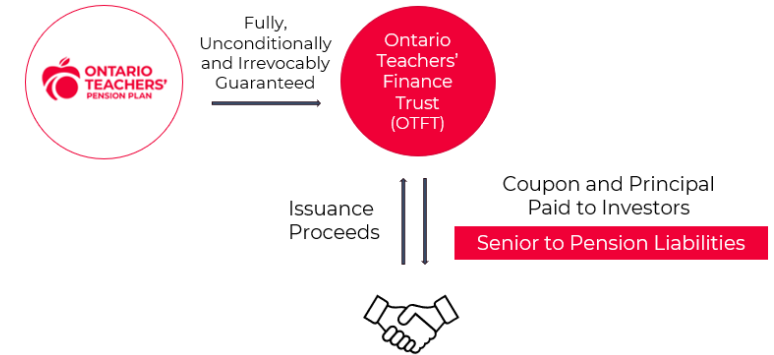 ONTARIO
TEACHERS'
PENSION PLAN
Fully,
Unconditionally
and Irrevocably
Guaranteed
Ontario
Teachers'
Finance
Trust
(OTFT)
Issuance
Proceeds
Coupon and Principal
Paid to Investors
Senior to Pension Liabilities